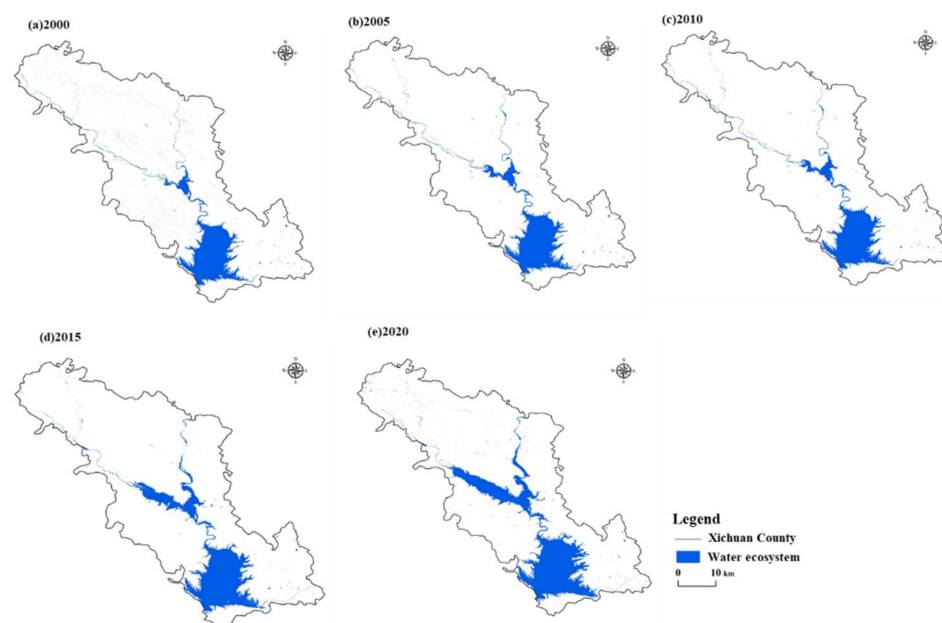 (a)2000
(b)2005
(c)2010
(d)2015
(e)2020
Legend
Xichuan County
Water ecosystem
0 10 km